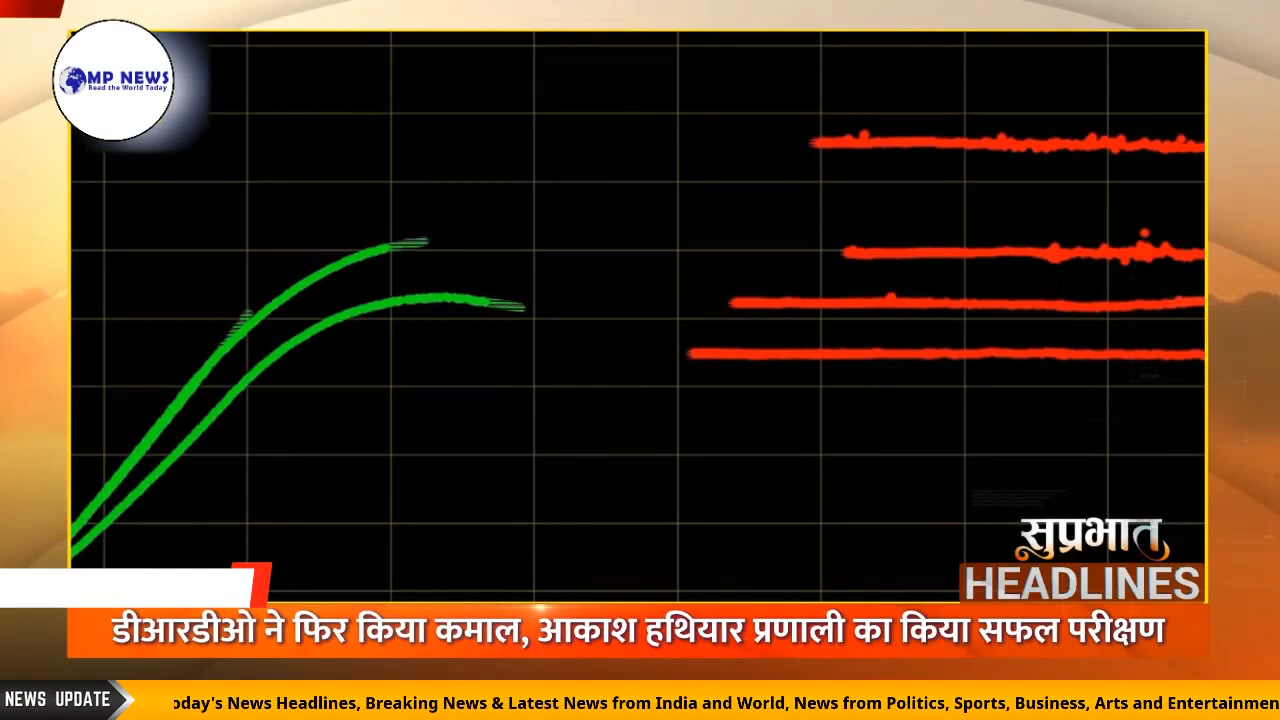 MP NEWS
Read the World Today
सुप्रभात
HEADLINES
डीआरडीओ ने फिर किया कमाल, आकाश हथियार प्रणाली का किया सफल परीक्षण
NEWS UPDATE
oday's News Headlines, Breaking News & Latest News from India and World, News from Politics, Sports, Business, Arts and Entertainmen